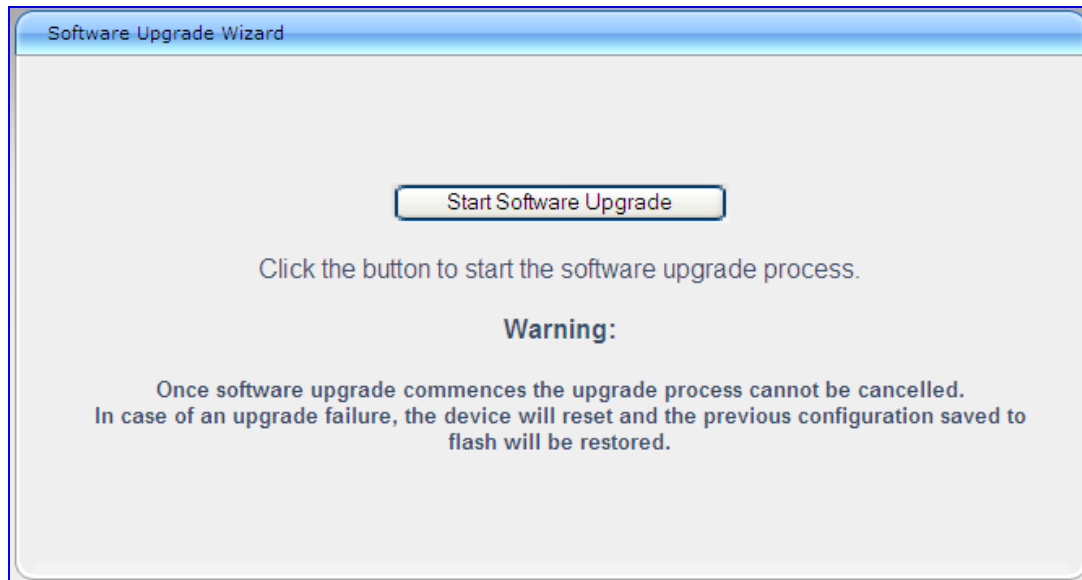 Software Upgrade Wizard
Start Software Upgrade
Click the button to start the software upgrade process.
Warning:
Once software upgrade commences the upgrade process cannot be cancelled.
In case of an upgrade failure, the device will reset and the previous configuration saved to
flash will be restored.